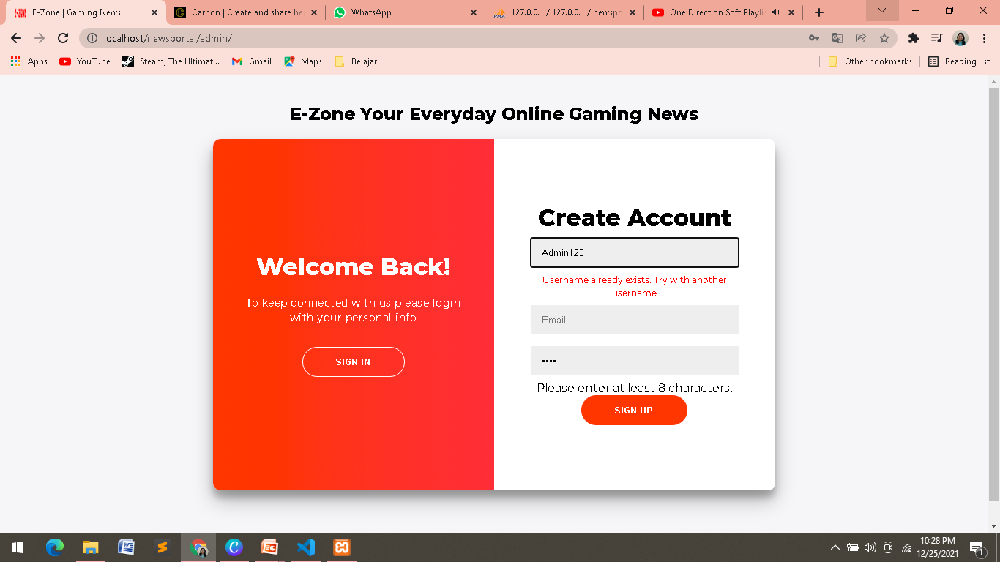 E-Zone | Gaming News
Carbon | Create and share be
WhatsApp
127.0.0.1 / 127.0.0.1 / newspo
One Direction Soft Playli
localhost/newsportal/admin/
Apps
YouTube
Steam, The Ultimat...
Gmail
Maps
Belajar
Other bookmarks
Reading list
E-Zone Your Everyday Online Gaming News
Welcome Back!
To keep connected with us please login
with your personal info
SIGN IN
Create Account
Admin123
Username already exists. Try with another
username
Email
••••
Please enter at least 8 characters.
SIGN UP
10:28 PM
12/25/2021
1